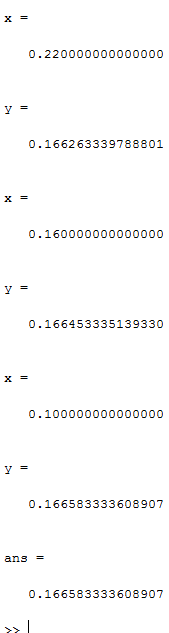 x =
0.220000000000000
y =
0.166263339788801
x =
0.160000000000000
y =
0.166453335139330
x =
0.100000000000000
y =
0.166583333608907
ans =
0.166583333608907
>>